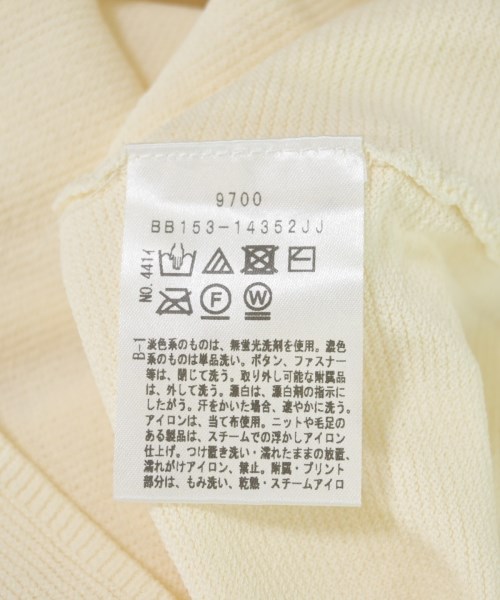 9700
BB153-14352JJ
NO.441イ
F W
B-1
淡色系のものは、無蛍光洗剤を使用。濃色
系のものは単品洗い。ボタン、ファスナー
等は、閉じて洗う。取り外し可能な附属品
は、外して洗う。漂白は、漂白剤の指示に
したがう。汗をかいた場合、速やかに洗う。
アイロンは、当て布使用。ニットや毛足の
ある製品は、スチームでの浮かしアイロン
仕上げ。つけ置き洗い・濡れたままの放置、
濡れがけアイロン、禁止。附属・プリント
部分は、もみ洗い、乾熱・スチームアイロ